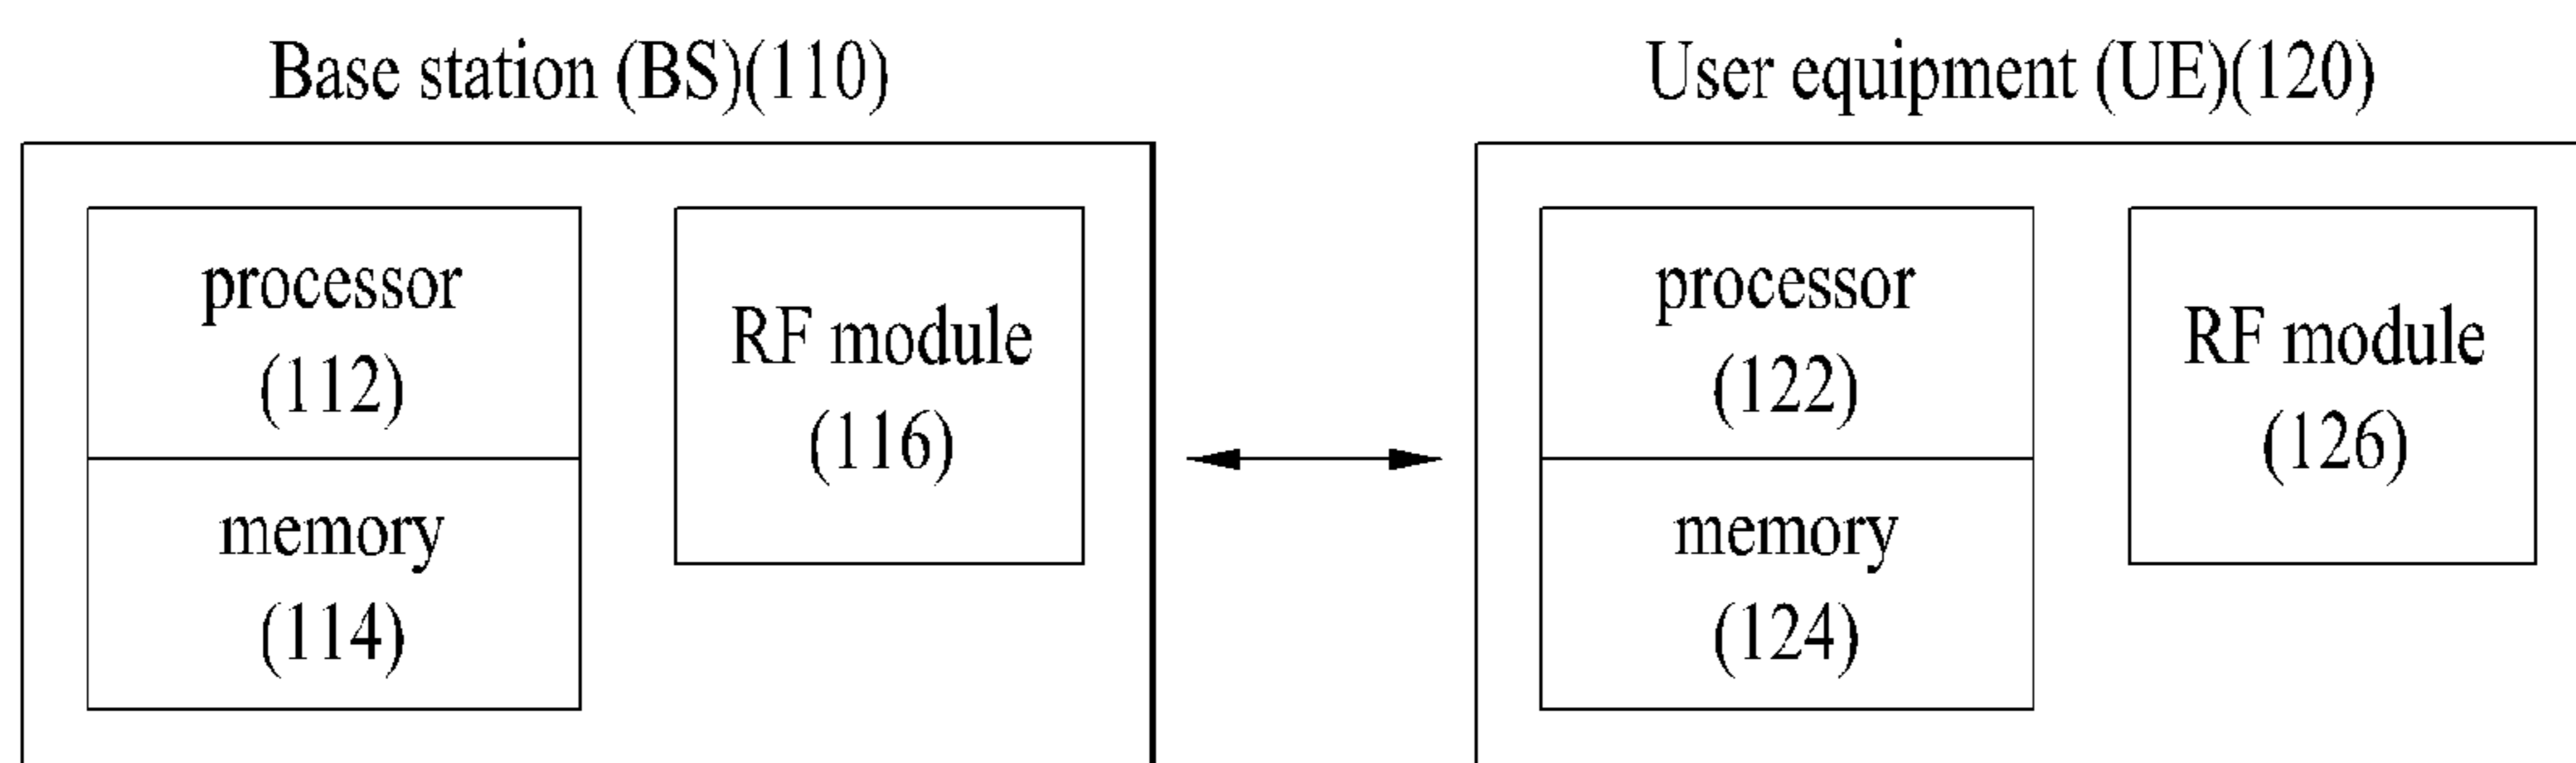 Base station (BS)(110)
processor
(112)
memory
(114)
RF module
(116)
User equipment (UE)(120)
processor
(122)
memory
(124)
RF module
(126)